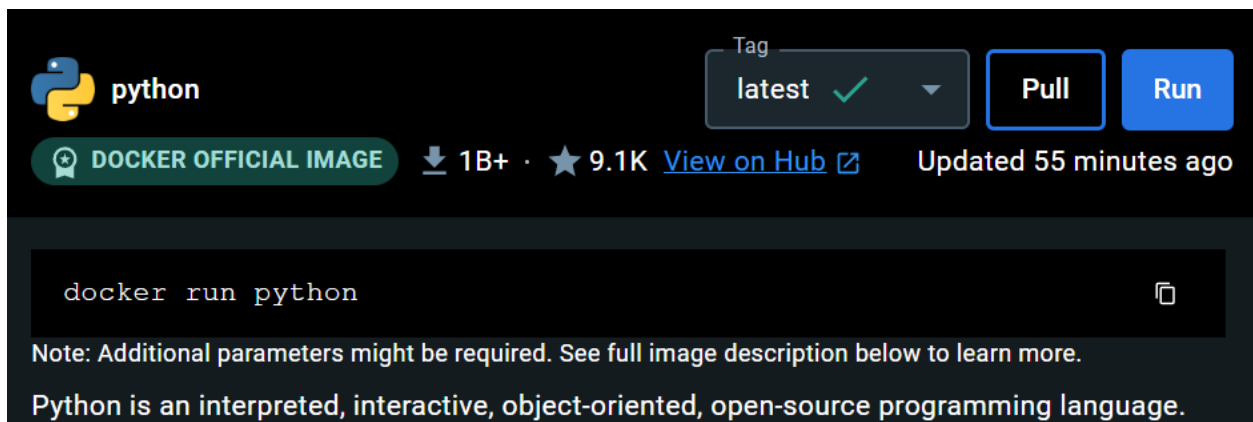 Tag
python
latest
Pull
Run
DOCKER OFFICIAL IMAGE 1B+ · 9.1K View on Hub Updated 55 minutes ago
docker run python
Note: Additional parameters might be required. See full image description below to learn more.
Python is an interpreted, interactive, object-oriented, open-source programming language.